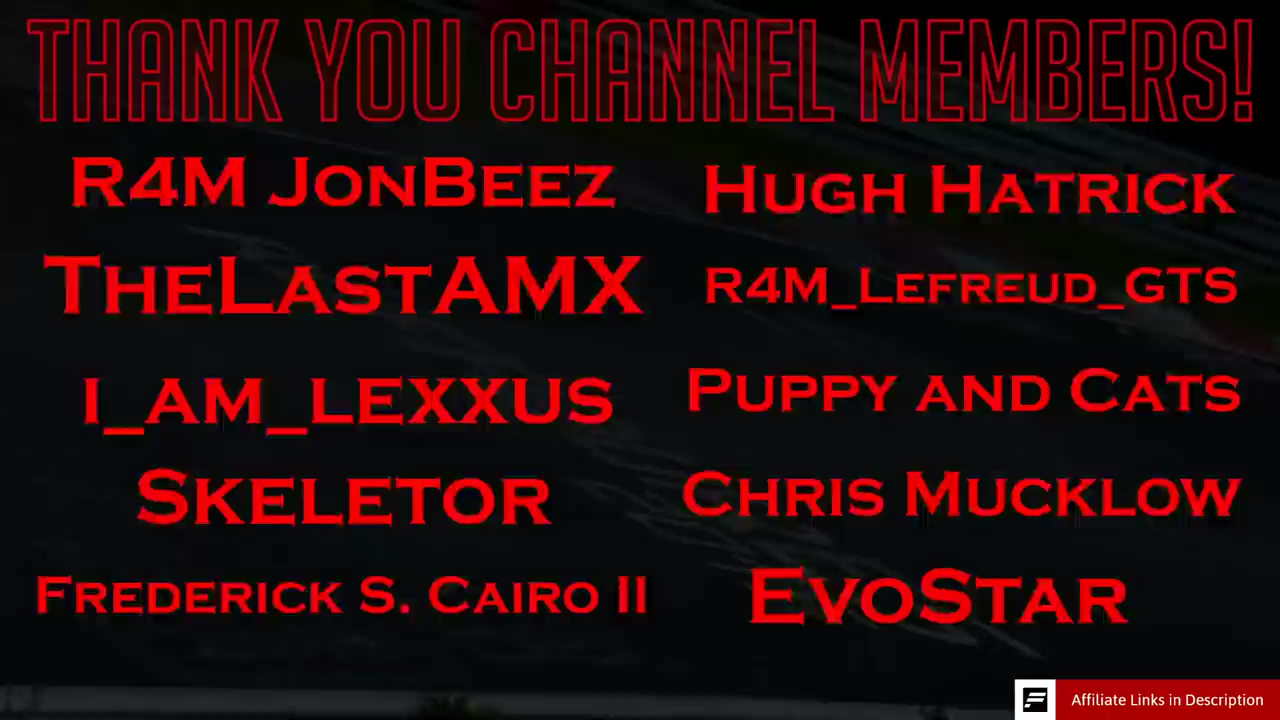 THANK YOU CHANNEL MEMBERS!
R4M JonBeez
TheLastAMX
I_AM_LEXXUS
Skeletor
Frederick S. Cairo II
Hugh Hatrick
R4M_Lefreud_GTS
Puppy and Cats
Chris Mucklow
EvoStar
Affiliate Links in Description